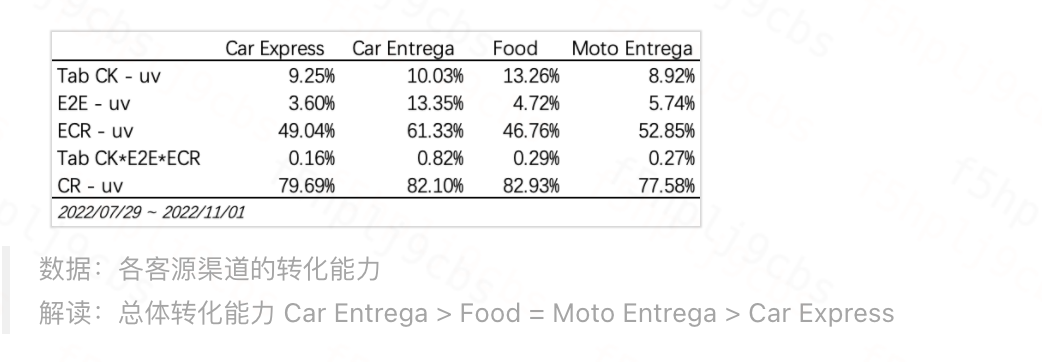 Car Express Car Entrega Food Moto Entrega
Tab CK - uv 9.25% 10.03% 13.26% 8.92%
E2E - uv 3.60% 13.35% 4.72% 5.74%
ECR - uv 49.04% 61.33% 46.76% 52.85%
Tab CK*E2E*ECR 0.16% 0.82% 0.29% 0.27%
CR - uv 79.69% 82.10% 82.93% 77.58%
2022/07/29 ~ 2022/11/01
数据：各客源渠道的转化能力
解读：总体转化能力 Car Entrega > Food = Moto Entrega > Car Express